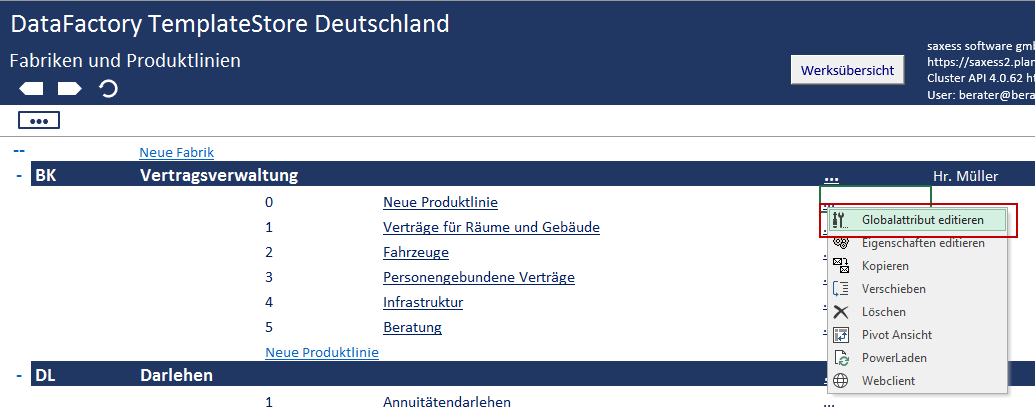 DataFactory TemplateStore Deutschland
Fabriken und Produktlinien
Werksübersicht
saxess software gm
https://saxess2.plan
Cluster API 4.0.62 ht
User: berater@bera
•••
-- Neue Fabrik
- BK Vertragsverwaltung ... Hr. Müller
0 Neue Produktlinie ...
1 Verträge für Räume und Gebäude
2 Fahrzeuge
3 Personengebundene Verträge
4 Infrastruktur
5 Beratung
Neue Produktlinie
- DL Darlehen
1 Annuitätendarlehen ...
Globalattribut editieren
Eigenschaften editieren
Kopieren
Verschieben
Löschen
Pivot Ansicht
PowerLaden
Webclient